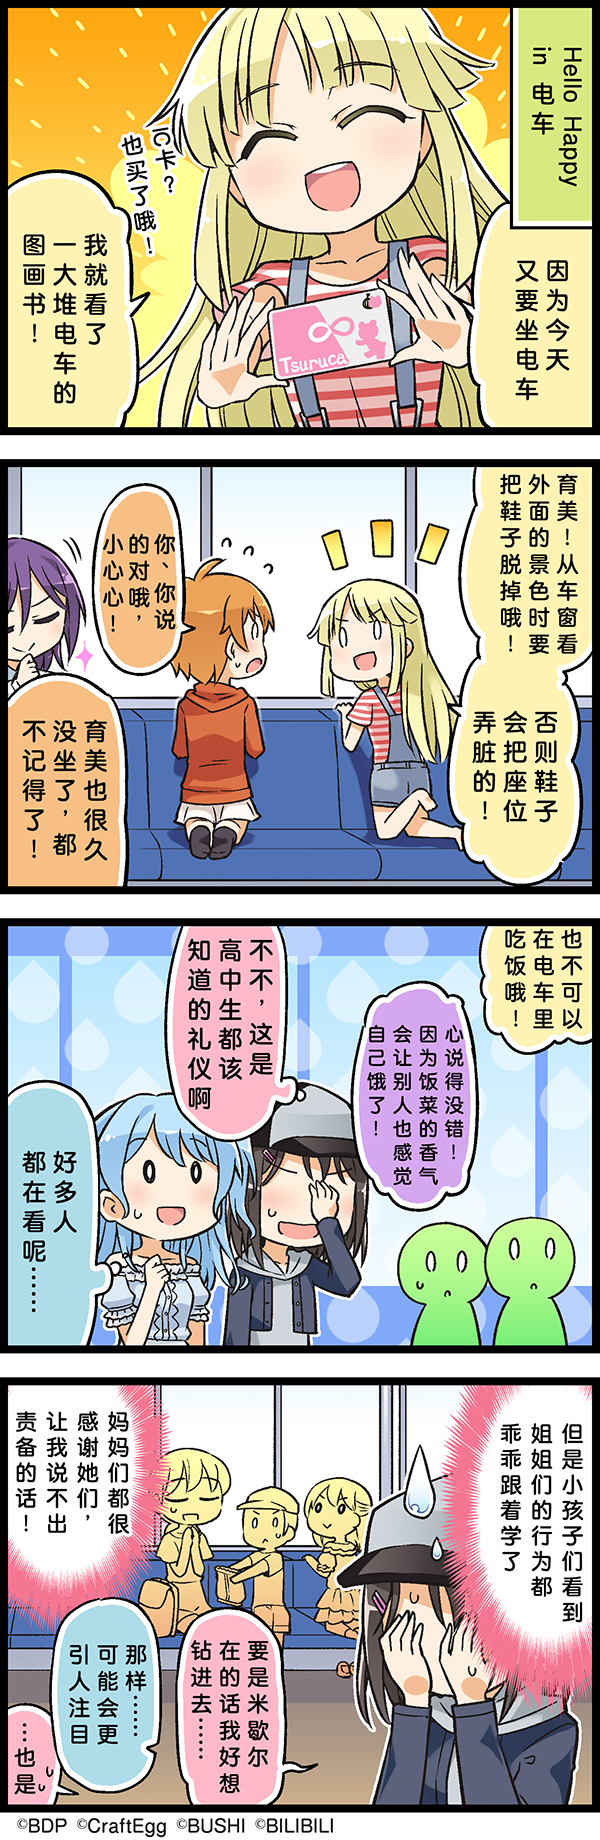 Hello Happy
in 电车
因为今天
又要坐电车
IC卡？
也买了哦！
我就看了
一大堆电车的
图画书！
Tsuruca
育美！从车窗看
外面的景色时要
把鞋子脱掉哦！
否则鞋子
会把座位
弄脏的！
你、你说
的对哦，
小心心！
育美也很久
没坐了，都
不记得了！
也不可以
在电车里
吃饭哦！
心说得没错！
因为饭菜的香气
会让别人也感觉
自己饿了！
不不，这是
高中生都该
知道的礼仪啊
好多人
都在看呢……
但是小孩子们看到
姐姐们的行为都
乖乖跟着学了
妈妈们都很
感谢她们，
让我说不出
责备的话！
要是米歇尔
在的话我好想
钻进去……
那样……
可能会更
引人注目
…也是
©BDP ©CraftEgg ©BUSHI ©BILIBILI